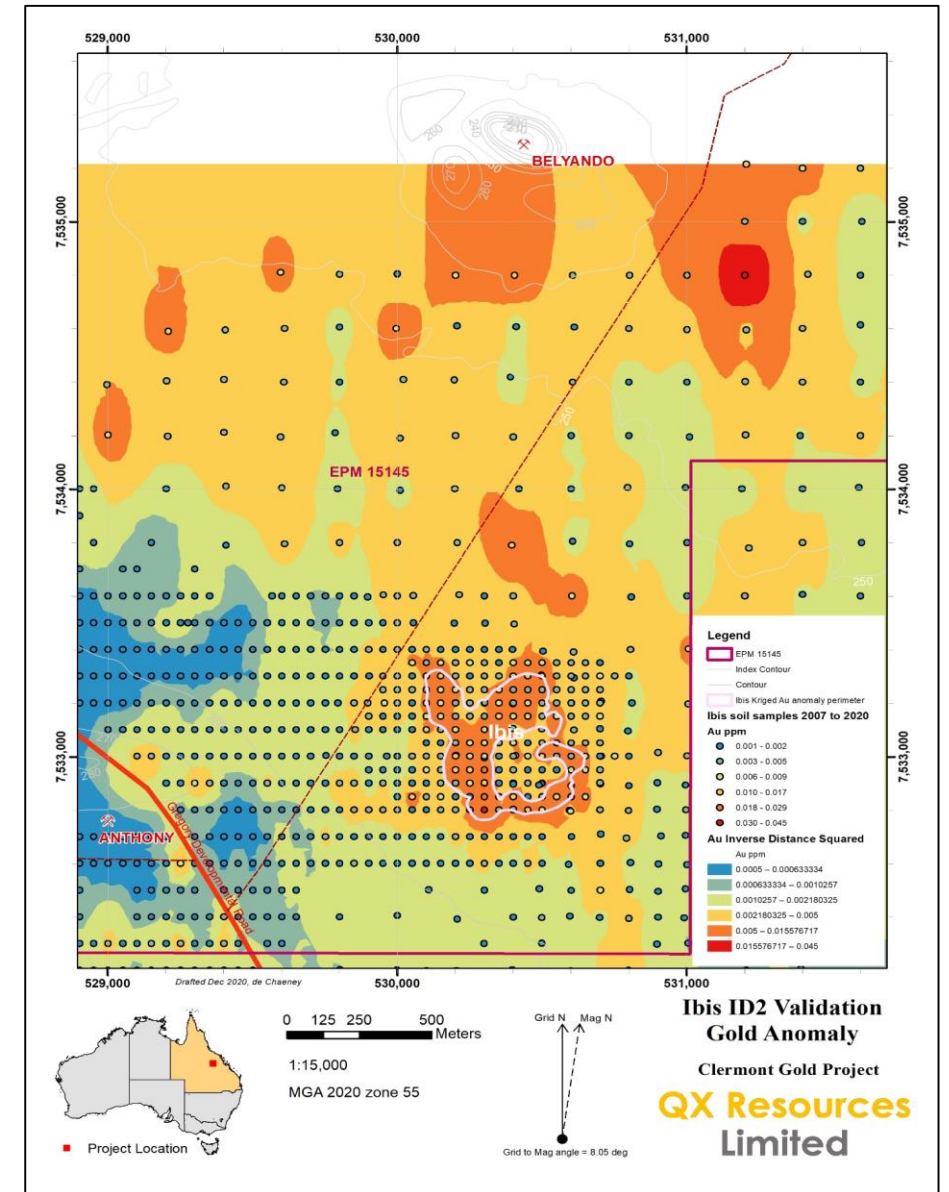 529,000
530,000
531,000
240
260
270
260
BELYANDO
7,535,000
7,535,000
250
EPM 15145
7,534,000
7,534,000
250
Ibis
7,533,000
7,533,000
260
ANTHONY
Gregory Developmental Road
Legend
EPM 15145
Index Contour
Contour
Ibis Kriged Au anomaly perimeter
Ibis soil samples 2007 to 2020
Au ppm
0.001 - 0.002
0.003 - 0.005
0.006 - 0.009
0.010 - 0.017
0.018 - 0.029
0.030 - 0.045
Au Inverse Distance Squared
Au ppm
0.0005 – 0.000633334
0.000633334 – 0.0010257
0.0010257 – 0.002180325
0.002180325 – 0.005
0.005 – 0.015576717
0.015576717 – 0.045
529,000
530,000
531,000
Drafted Dec 2020, de Chaeney
0 125 250 500
Meters
1:15,000
MGA 2020 zone 55
Project Location
Grid N Mag N
Grid to Mag angle = 8.05 deg
Ibis ID2 Validation
Gold Anomaly
Clermont Gold Project
QX Resources
Limited